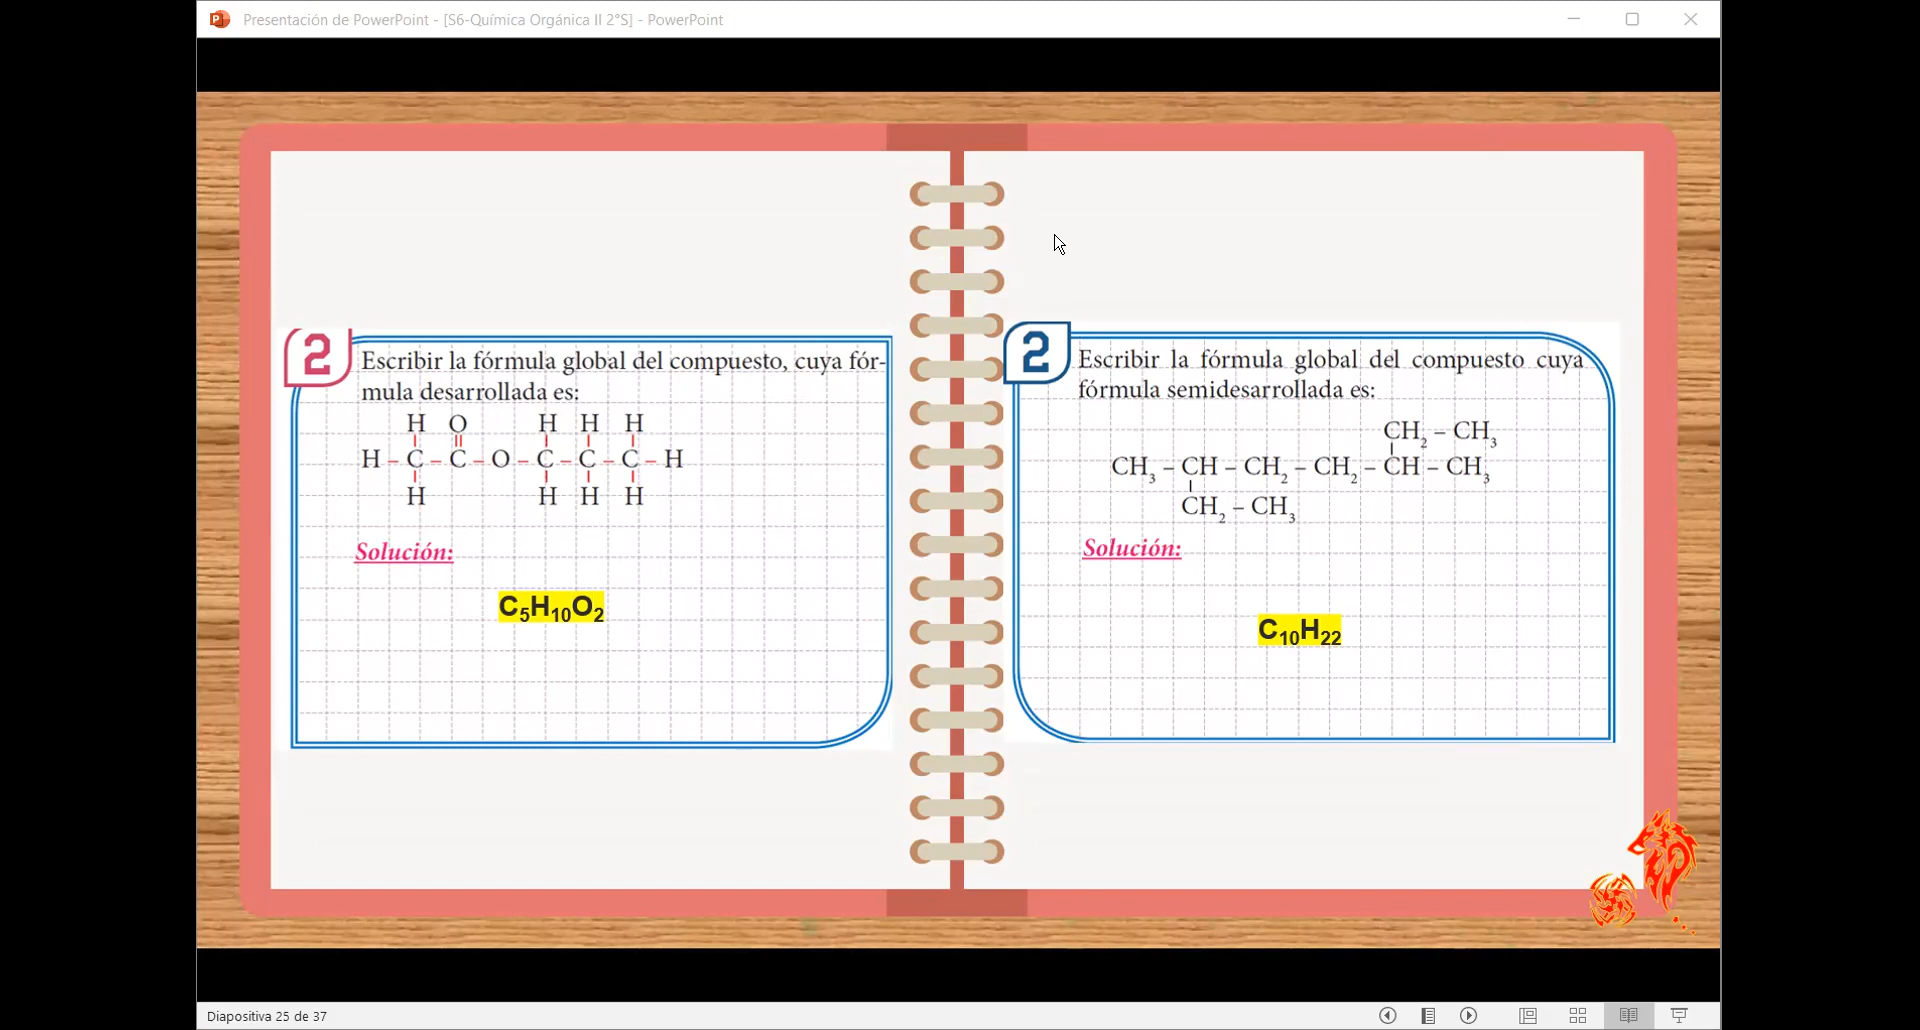 Presentación de PowerPoint - [S6-Química Orgánica II 2°S] - PowerPoint
2
Escribir la fórmula global del compuesto, cuya fór-
mula desarrollada es:
H O H H H
H – C – C – O – C – C – C – H
H H H H
Solución:
C₅H₁₀O₂
2
Escribir la fórmula global del compuesto cuya
fórmula semidesarrollada es:
CH₂ – CH₃
CH₃ – CH – CH₂ – CH₂ – CH – CH₃
CH₂ – CH₃
Solución:
C₁₀H₂₂
Diapositiva 25 de 37